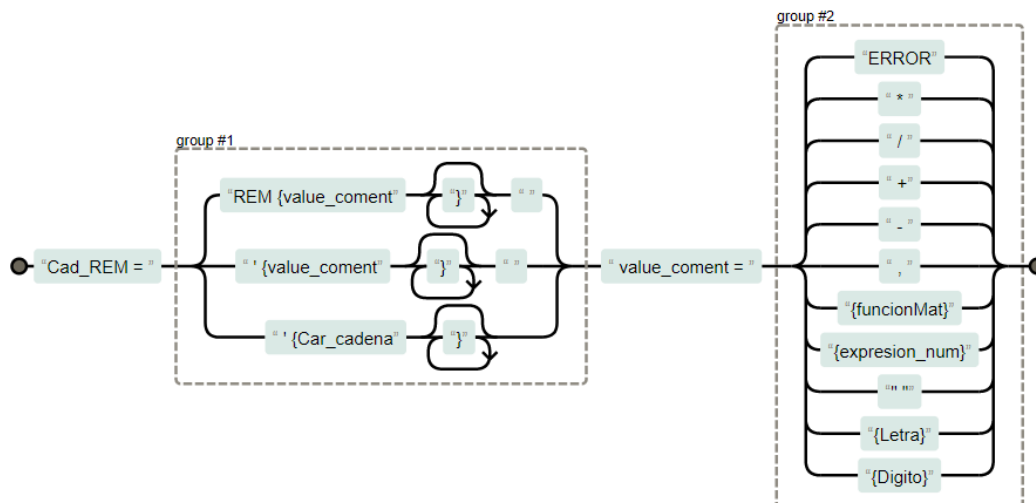 group #2
“ERROR”
“ * ”
“ / ”
group #1
“ + ”
“REM {value_coment”
“}”
“ ”
“ - ”
“Cad_REM = ”
“ ' {value_coment”
“}”
“ ”
“ value_coment = ”
“ , ”
“{funcionMat}”
“ ' {Car_cadena”
“}”
“{expresion_num}”
“" "”
“{Letra}”
“{Digito}”